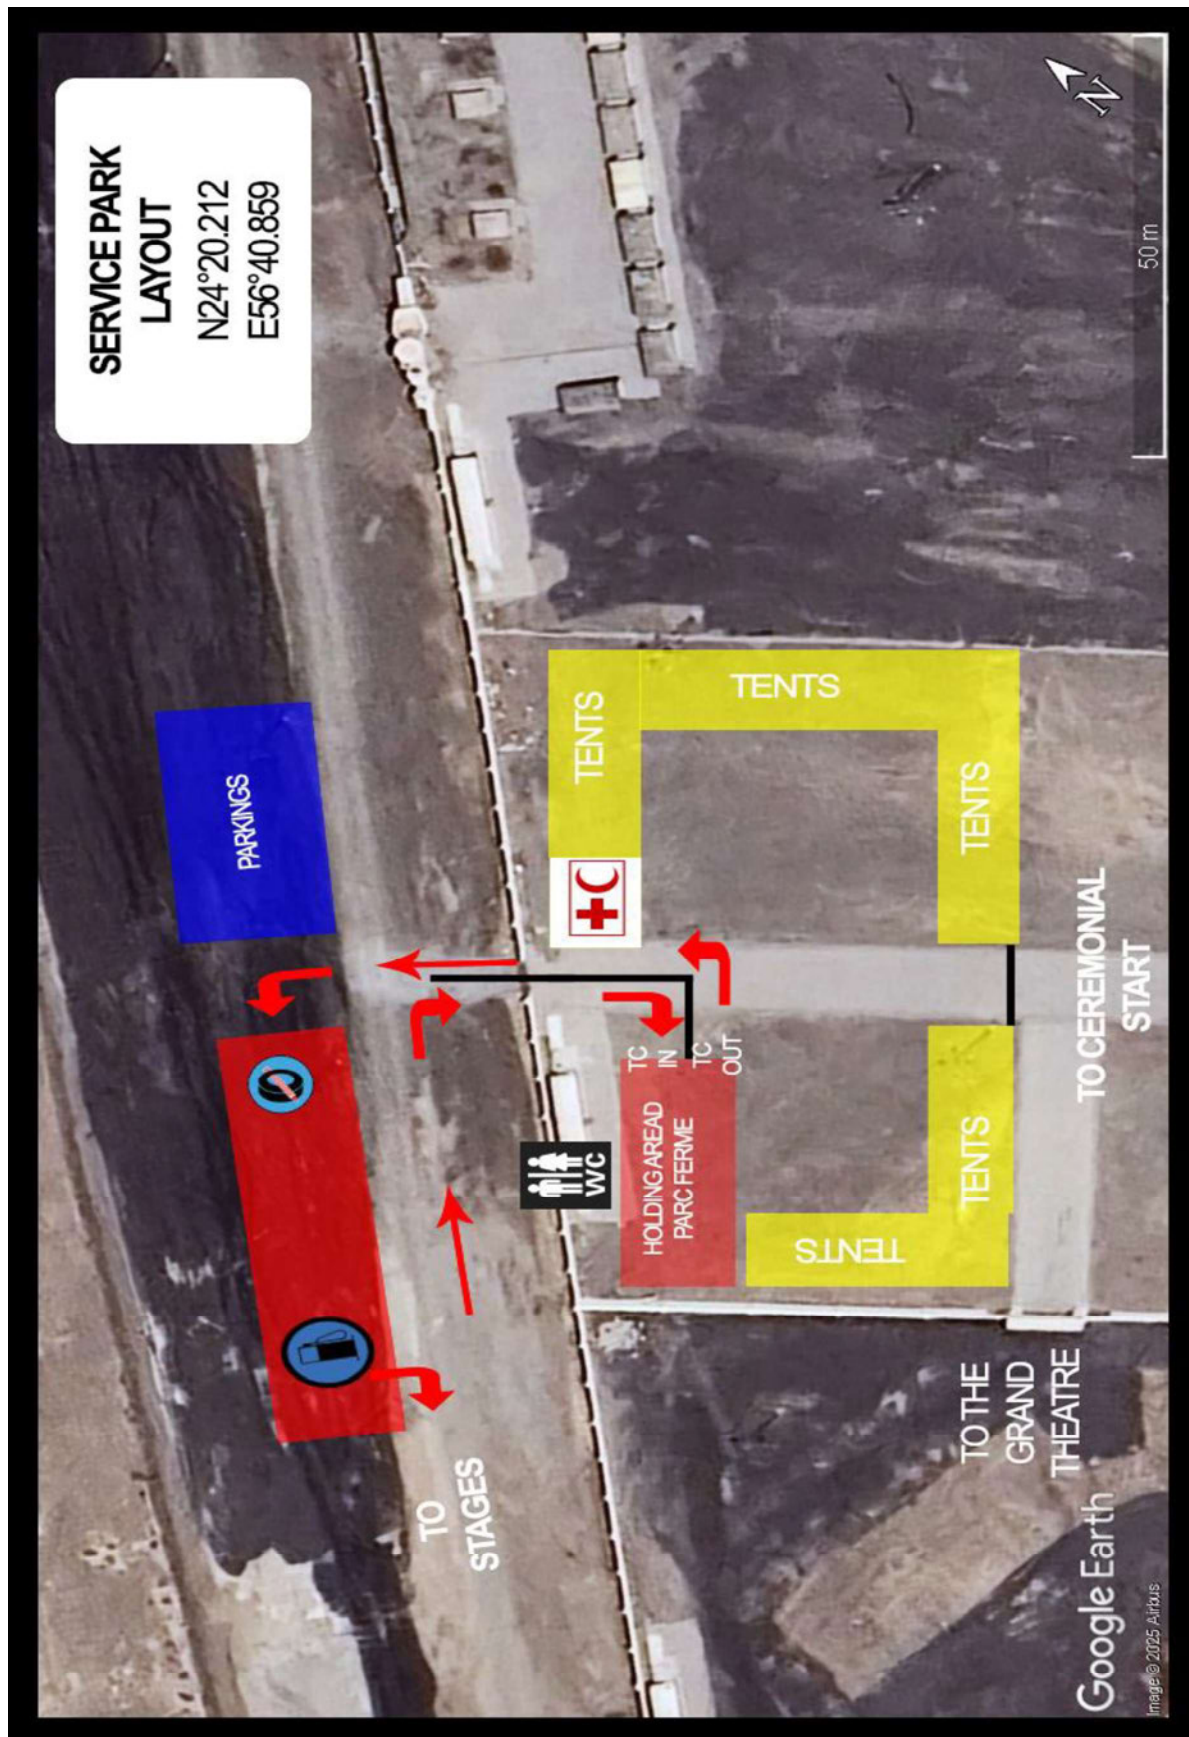 SERVICE PARK
LAYOUT
N24°20.212
E56°40.859
N
50 m
PARKINGS
TENTS
TENTS
TENTS
TC
IN
TC
OUT
HOLDING AREAD
PARC FERME
WC
TENTS
TENTS
TO CEREMONIAL
START
TO THE
GRAND
THEATRE
TO
STAGES
Google Earth
Image © 2025 Airbus